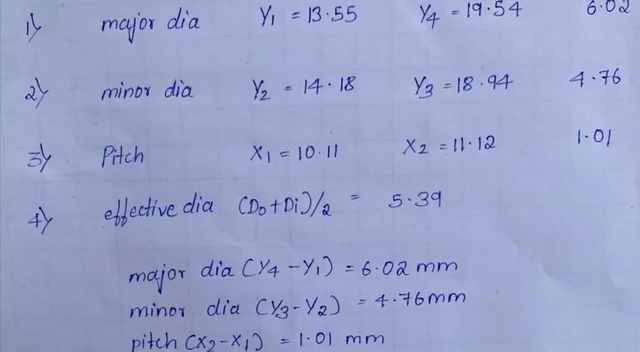 1) major dia Y1 = 13.55 Y4 = 19.54 6.02
2) minor dia Y2 = 14.18 Y3 = 18.94 4.76
3) Pitch X1 = 10.11 X2 = 11.12 1.01
4) effective dia (Do+Di)/2 = 5.39
major dia (Y4-Y1) = 6.02 mm
minor dia (Y3-Y2) = 4.76mm
pitch (X2-X1) = 1.01 mm